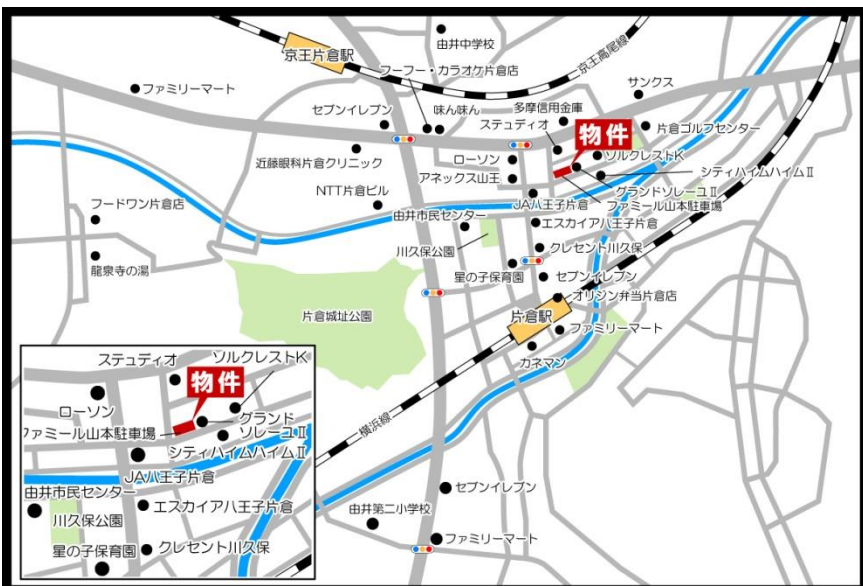 由井中学校
京王片倉駅
京王高尾線
フーフー・カラオケ片倉店
ファミリーマート
サンクス
セブンイレブン
味ん味ん
多摩信用金庫
ステュディオ
物件
片倉ゴルフセンター
近藤眼科片倉クリニック
ローソン
ソルクレストK
アネックス山王
シティハイムハイムⅡ
NTT片倉ビル
グランドソレーユⅡ
フードワン片倉店
JA八王子片倉
ファミール山本駐車場
由井市民センター
エスカイア八王子片倉
川久保公園
クレセント川久保
龍泉寺の湯
星の子保育園
セブンイレブン
オリジン弁当片倉店
片倉城址公園
片倉駅
ファミリーマート
カネマン
横浜線
セブンイレブン
由井第二小学校
ファミリーマート
ステュディオ
ソルクレストK
物件
ローソン
グランド
ソレーユⅡ
ファミール山本駐車場
シティハイムハイムⅡ
JA八王子片倉
由井市民センター
エスカイア八王子片倉
川久保公園
星の子保育園
クレセント川久保